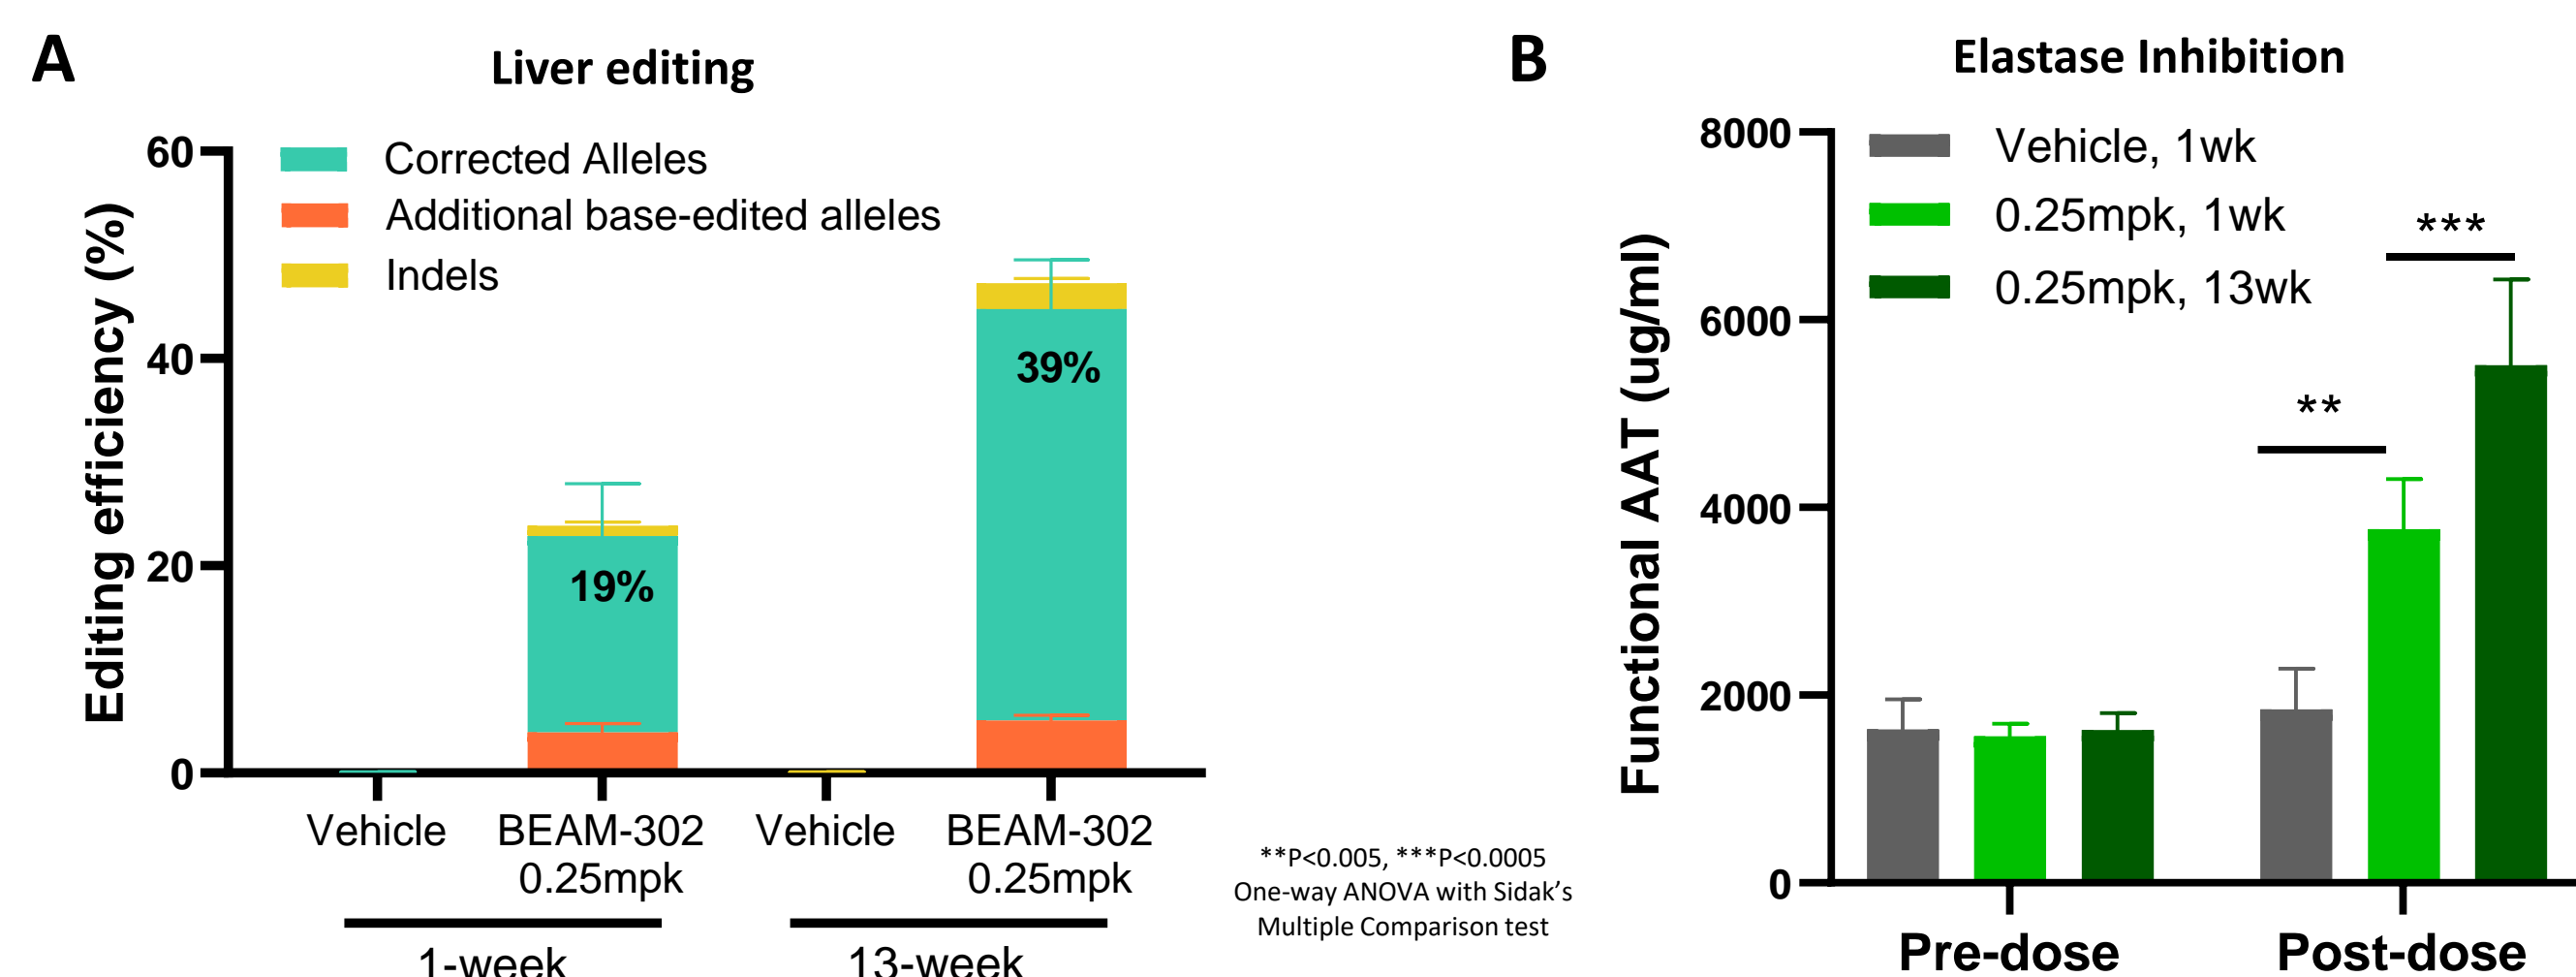 A
Liver editing
Editing efficiency (%)
60
40
20
0
Corrected Alleles
Additional base-edited alleles
Indels
19%
39%
Vehicle
BEAM-302
0.25mpk
Vehicle
BEAM-302
0.25mpk
1-week
13-week
**P<0.005, ***P<0.0005
One-way ANOVA with Sidak’s
Multiple Comparison test
B
Elastase Inhibition
Functional AAT (ug/ml)
8000
6000
4000
2000
0
Vehicle, 1wk
0.25mpk, 1wk
0.25mpk, 13wk
**
***
Pre-dose
Post-dose